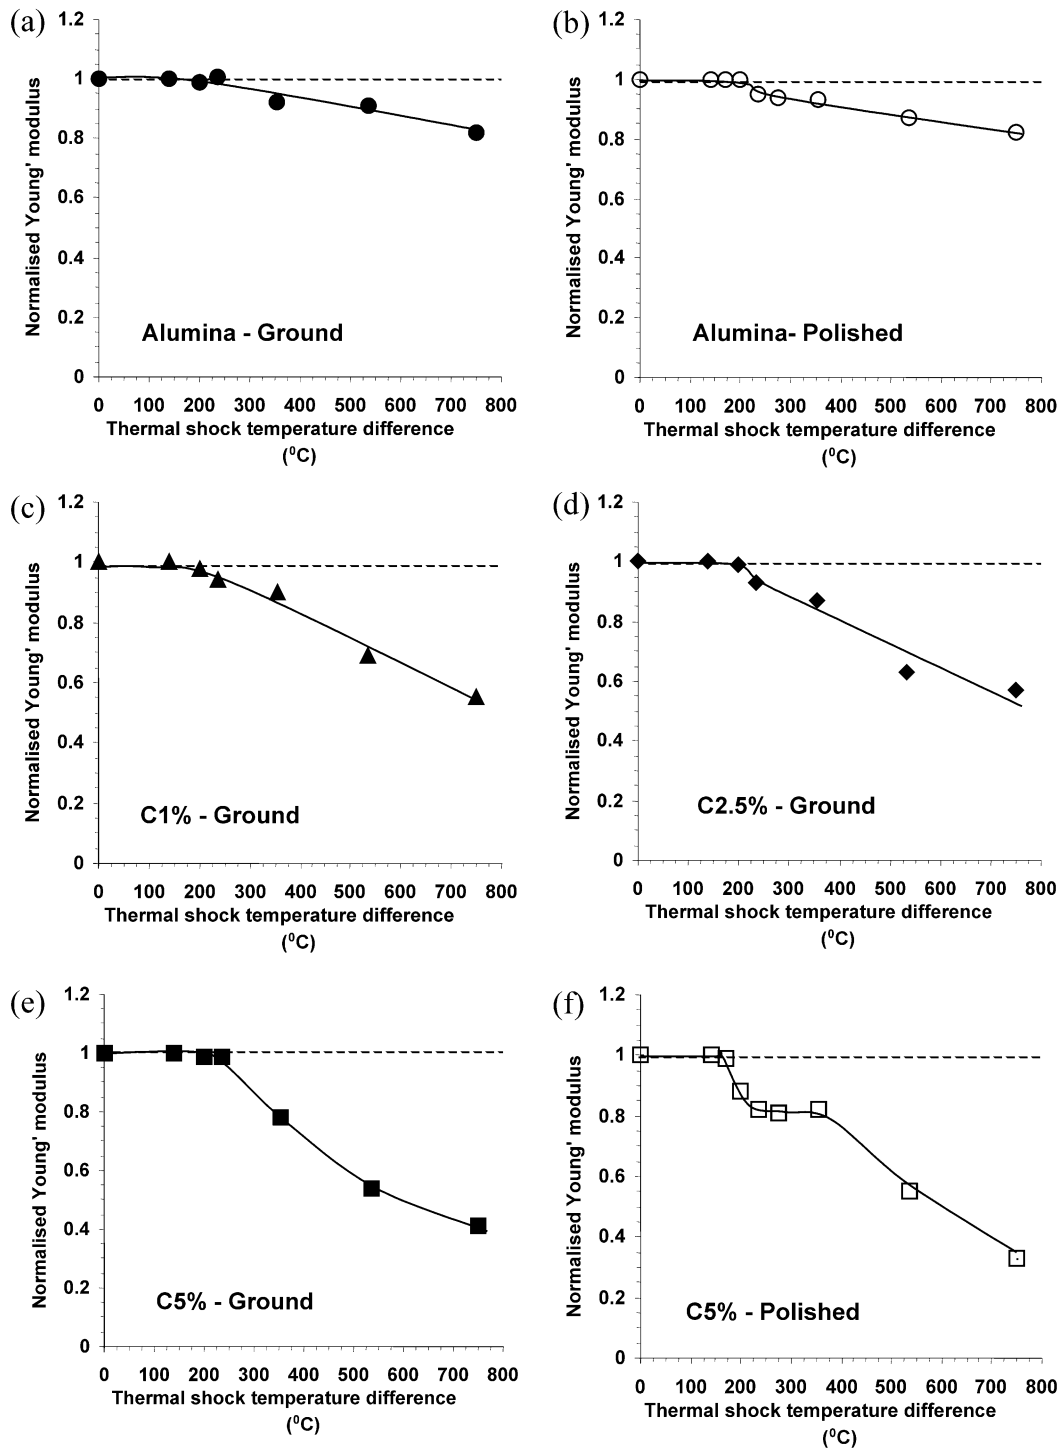 (a)
1.2
1
0.8
0.6
0.4
0.2
0
Normalised Young' modulus
Alumina - Ground
0 100 200 300 400 500 600 700 800
Thermal shock temperature difference
(⁰C)
(b)
1.2
1
0.8
0.6
0.4
0.2
0
Normalised Young' modulus
Alumina- Polished
0 100 200 300 400 500 600 700 800
Thermal shock temperature difference
(⁰C)
(c)
1.2
1
0.8
0.6
0.4
0.2
0
Normalised Young' modulus
C1% - Ground
0 100 200 300 400 500 600 700 800
Thermal shock temperature difference
(⁰C)
(d)
1.2
1
0.8
0.6
0.4
0.2
0
Normalised Young' modulus
C2.5% - Ground
0 100 200 300 400 500 600 700 800
Thermal shock temperature difference
(⁰C)
(e)
1.2
1
0.8
0.6
0.4
0.2
0
Normalised Young' modulus
C5% - Ground
0 100 200 300 400 500 600 700 800
Thermal shock temperature difference
(⁰C)
(f)
1.2
1
0.8
0.6
0.4
0.2
0
Normalised Young' modulus
C5% - Polished
0 100 200 300 400 500 600 700 800
Thermal shock temperature difference
(⁰C)